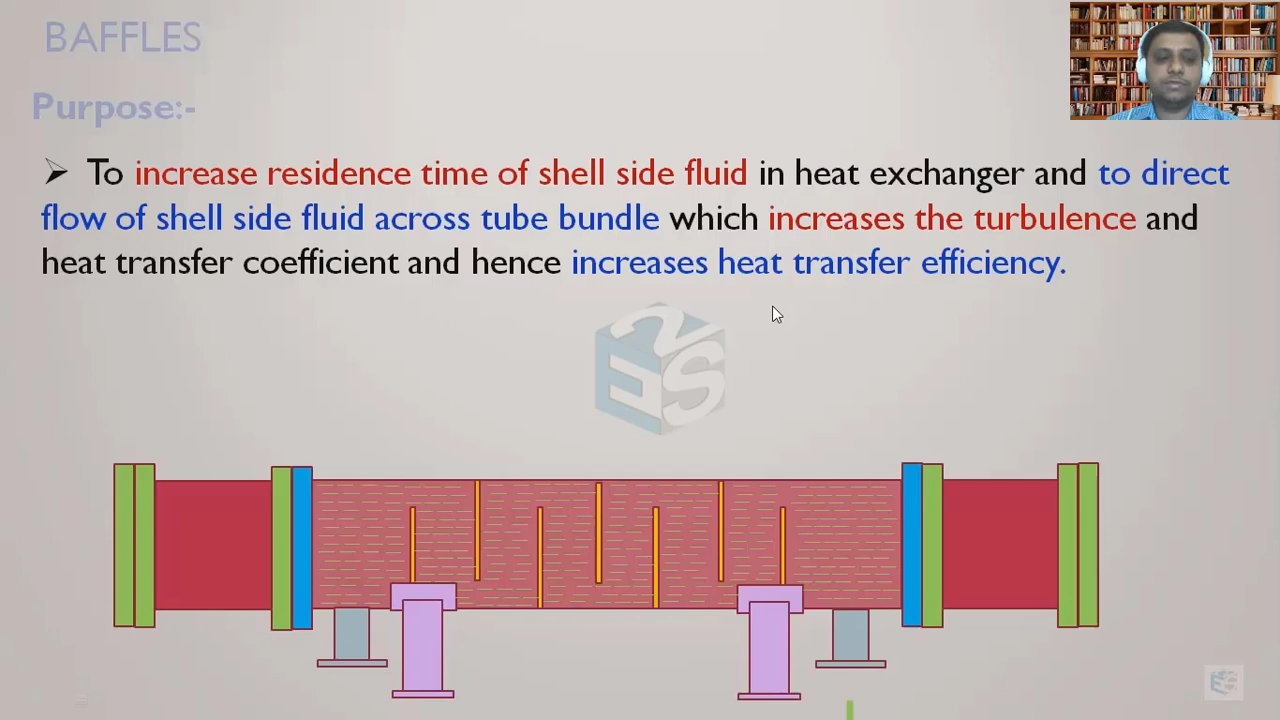 BAFFLES
Purpose:-
➢ To increase residence time of shell side fluid in heat exchanger and to direct
flow of shell side fluid across tube bundle which increases the turbulence and
heat transfer coefficient and hence increases heat transfer efficiency.
E2S